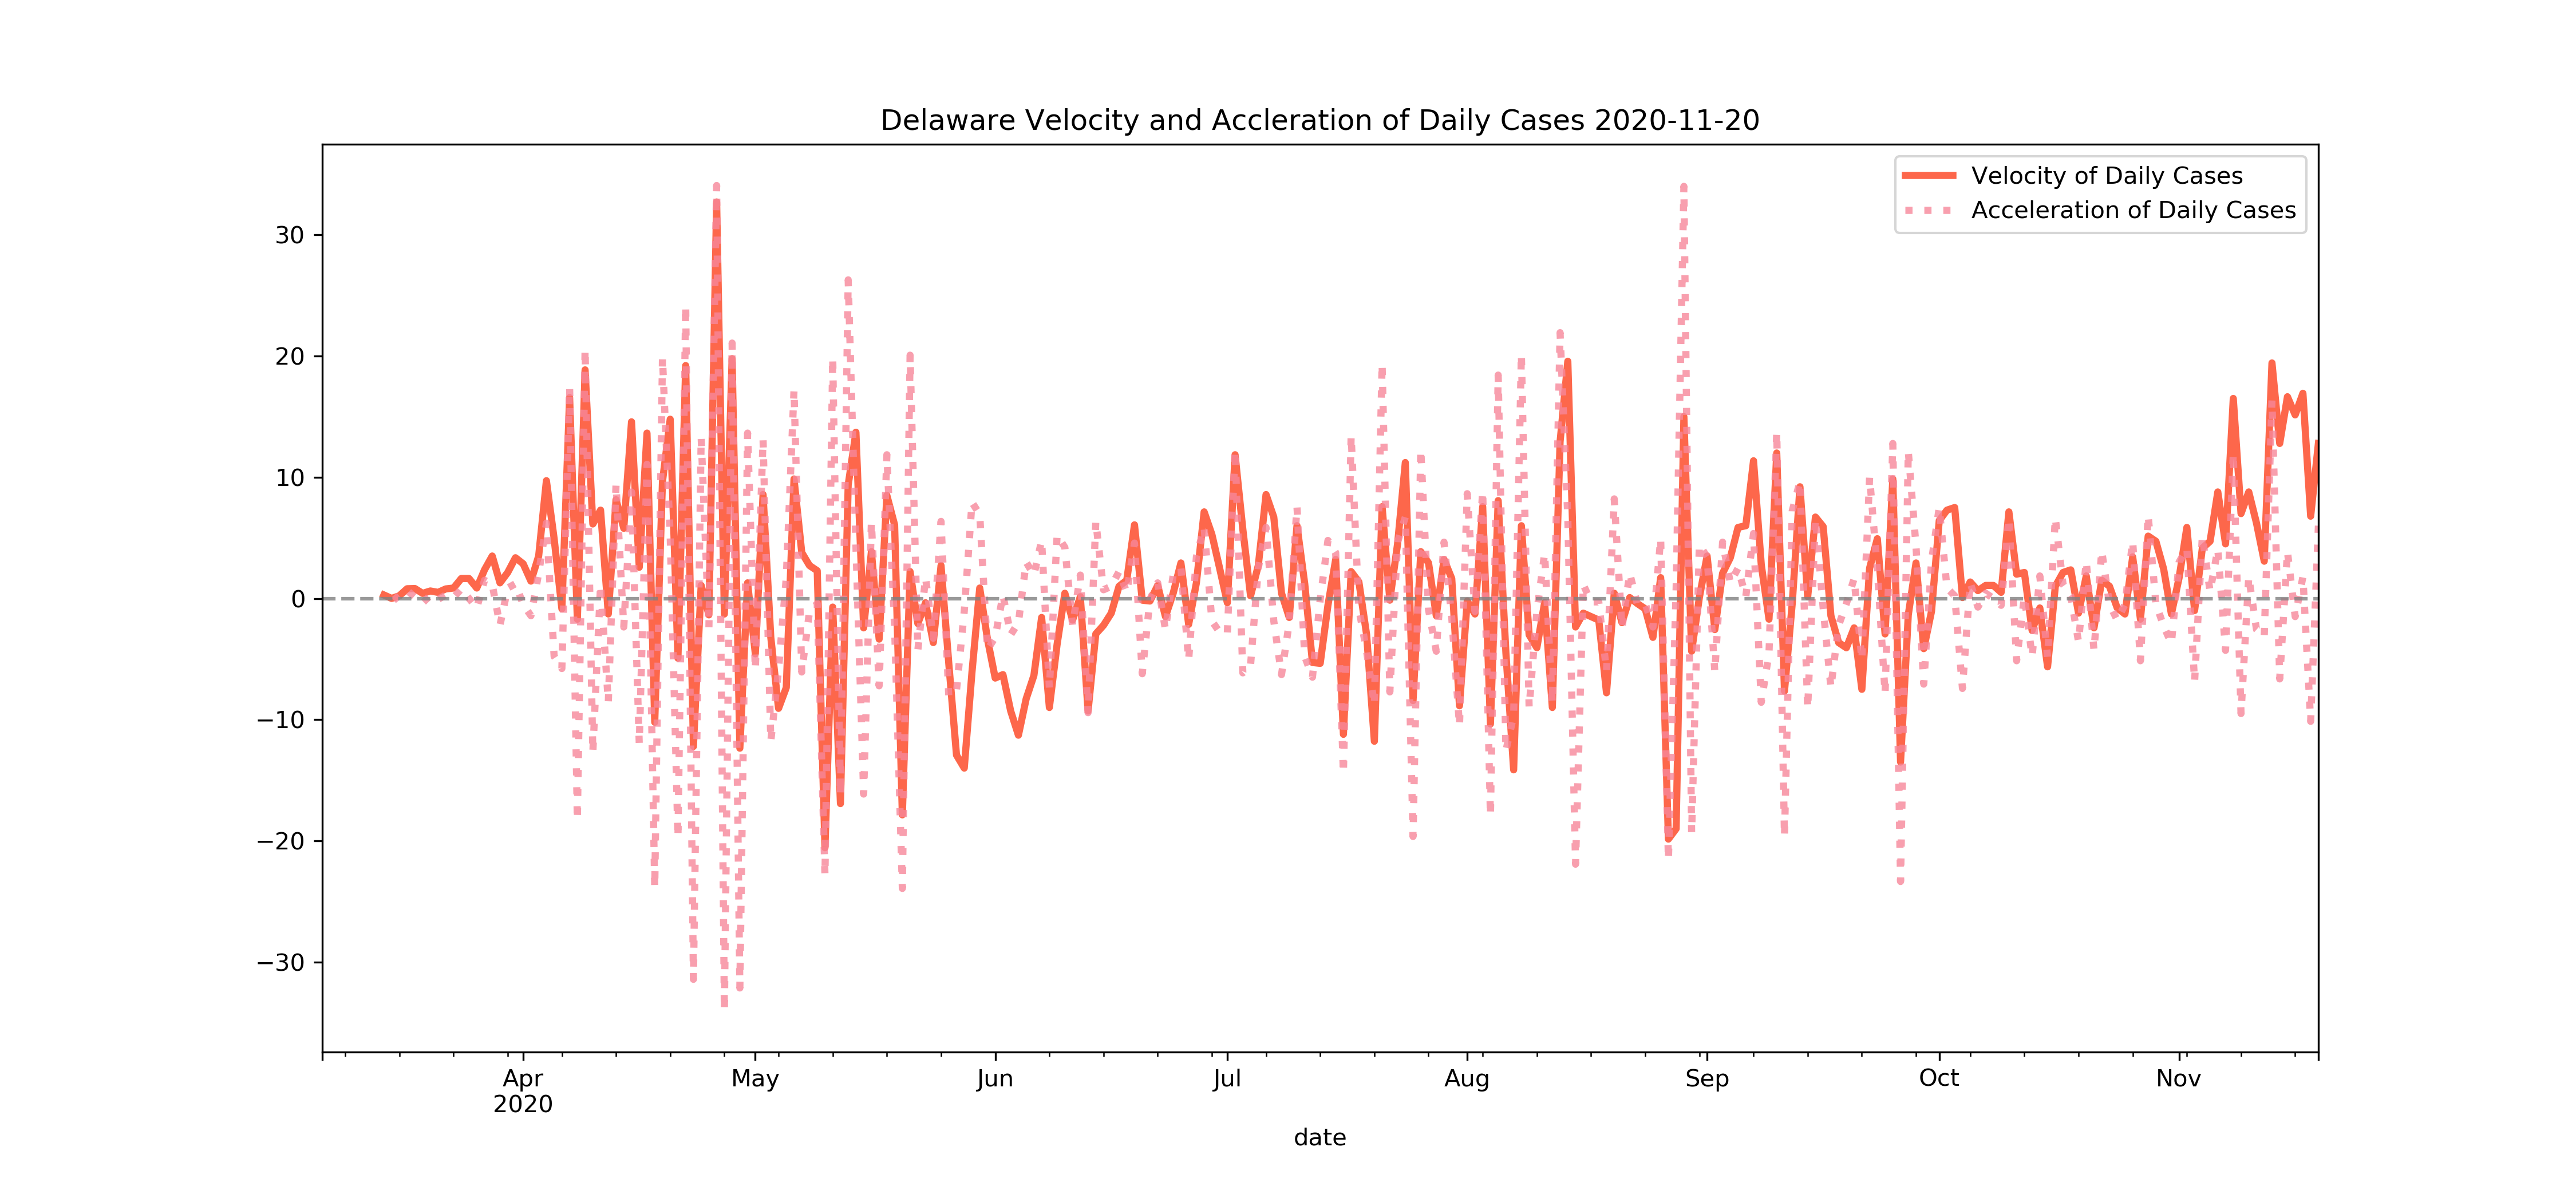 Delaware Velocity and Accleration of Daily Cases 2020-11-20
Velocity of Daily Cases
Acceleration of Daily Cases
30
20
10
0
−10
−20
−30
Apr
2020
May
Jun
Jul
Aug
Sep
Oct
Nov
date